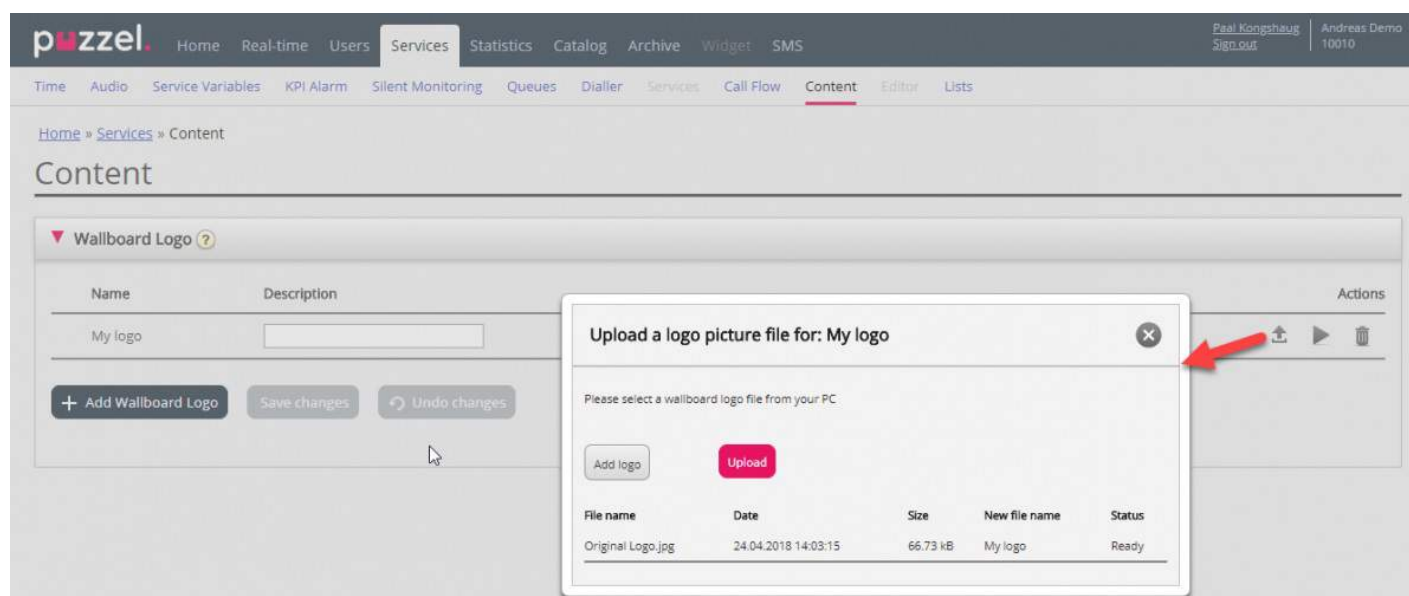 puzzel.
Home Real-time Users Services Statistics Catalog Archive Widget SMS
Paal Kongshaug Andreas Demo
Sign out 10010
Time Audio Service Variables KPI Alarm Silent Monitoring Queues Dialler Services Call Flow Content Editor Lists
Home » Services » Content
Content
Wallboard Logo ?
Name Description Actions
My logo
+ Add Wallboard Logo Save changes Undo changes
Upload a logo picture file for: My logo
Please select a wallboard logo file from your PC
Add logo Upload
File name Date Size New file name Status
Original Logo.jpg 24.04.2018 14:03:15 66.73 kB My logo Ready